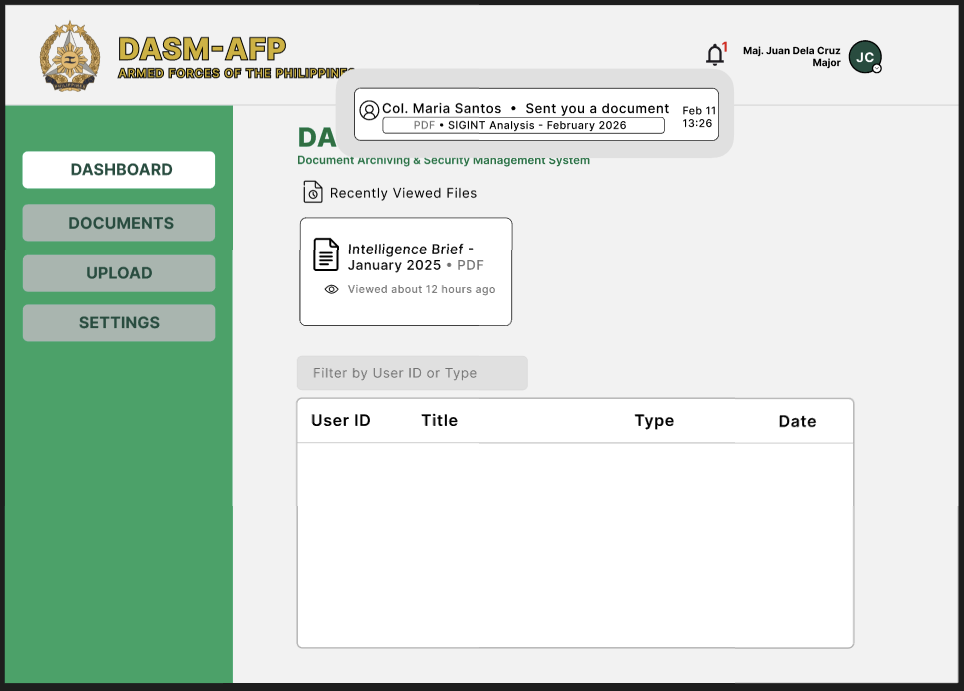 DASM-AFP
ARMED FORCES OF THE PHILIPPINES
1
Maj. Juan Dela Cruz
Major
JC
Col. Maria Santos • Sent you a document
PDF • SIGINT Analysis - February 2026
Feb 11
13:26
DA
Document Archiving & Security Management System
DASHBOARD
DOCUMENTS
UPLOAD
SETTINGS
Recently Viewed Files
Intelligence Brief -
January 2025 • PDF
Viewed about 12 hours ago
Filter by User ID or Type
User ID Title Type Date